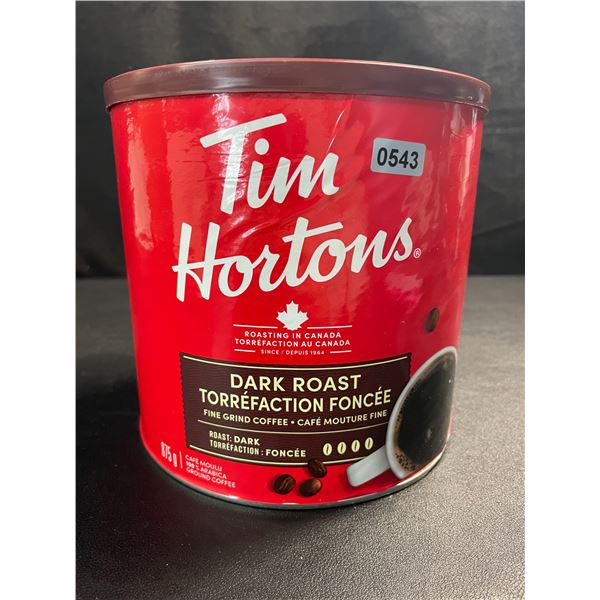 Tim
0543
Hortons®
ROASTING IN CANADA
TORRÉFACTION AU CANADA
SINCE / DEPUIS 1964
DARK ROAST
TORRÉFACTION FONCÉE
FINE GRIND COFFEE • CAFÉ MOUTURE FINE
ROAST: DARK
TORRÉFACTION : FONCÉE
875 g
CAFÉ MOULU
100 % ARABICA
GROUND COFFEE